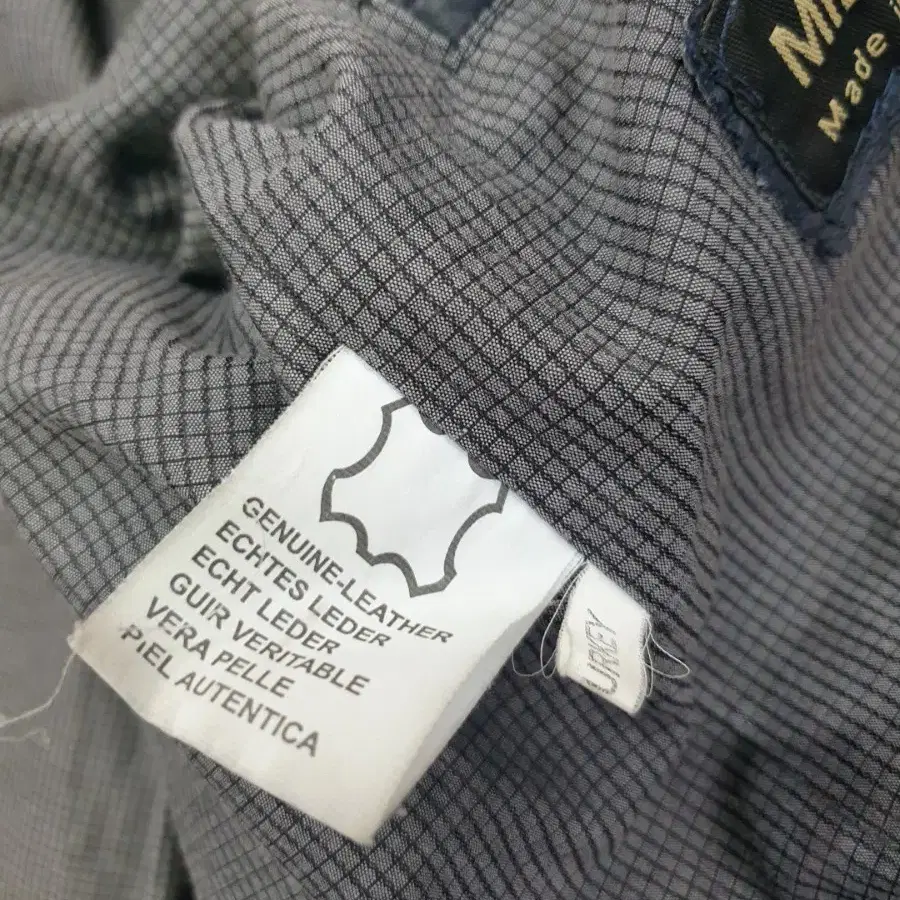 Made
GENUINE-LEATHER
ECHTES LEDER
ECHT LEDER
GUIR VERITABLE
VERA PELLE
PIEL AUTENTICA